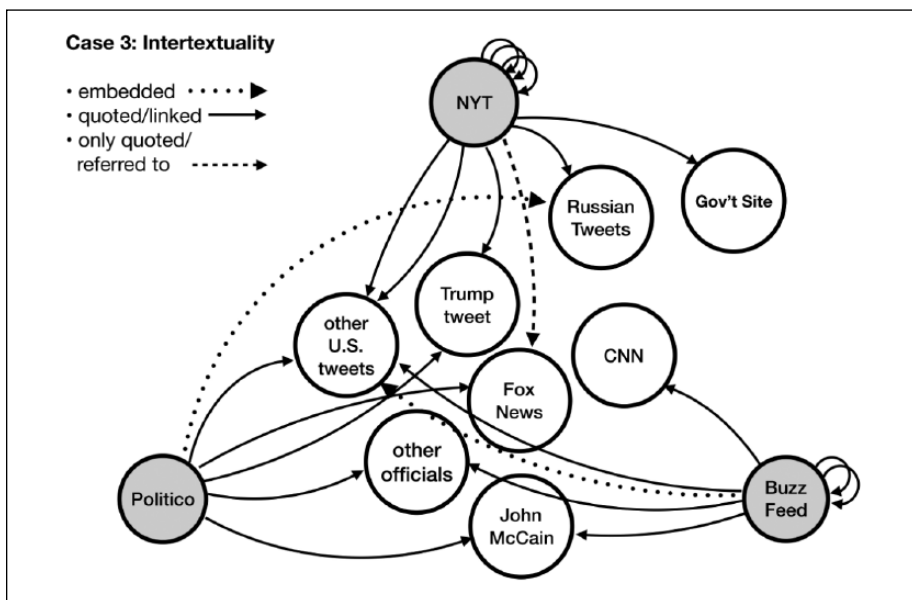 Case 3: Intertextuality
• embedded
• quoted/linked
• only quoted/
referred to
NYT
Russian
Tweets
Gov't Site
Trump
tweet
other
U.S.
tweets
CNN
Fox
News
other
officials
Politico
Buzz
Feed
John
McCain